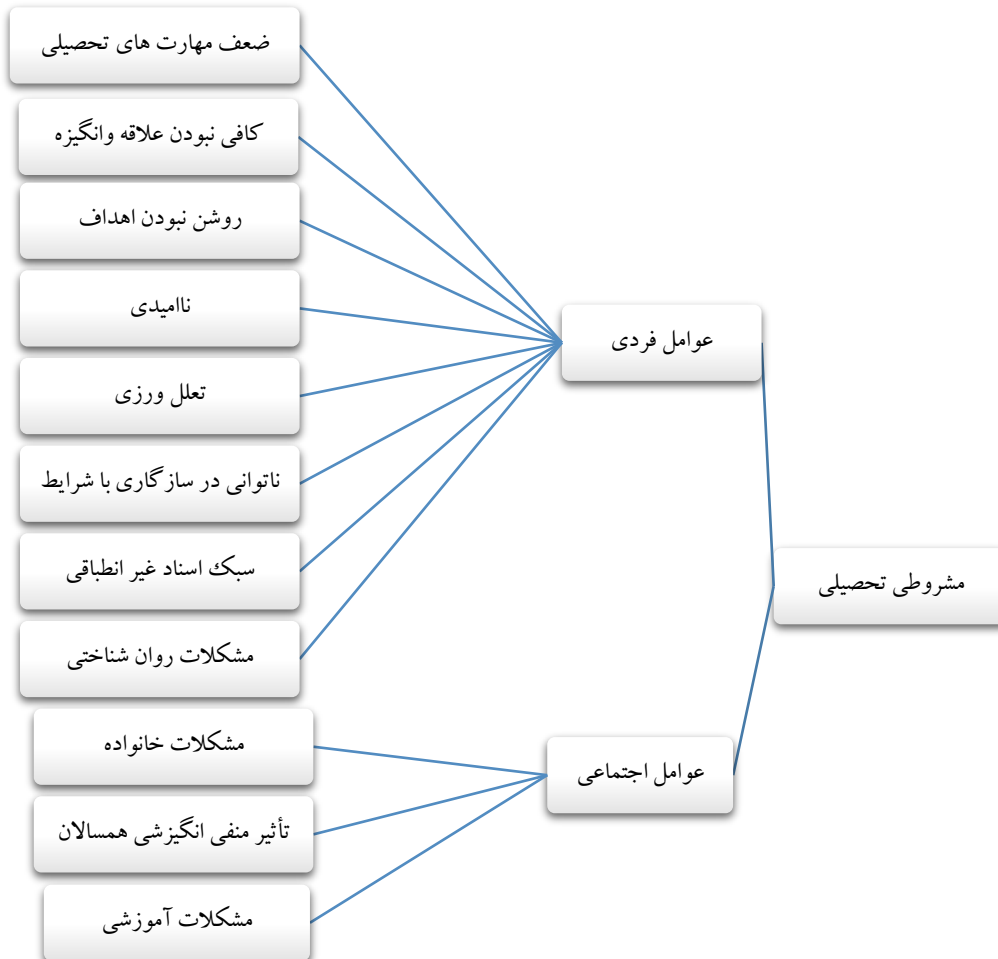 ضعف مهارت های تحصیلی
کافی نبودن علاقه وانگیزه
روشن نبودن اهداف
ناامیدی
تعلل ورزی
ناتوانی در سازگاری با شرایط
سبک اسناد غیر انطباقی
مشکلات روان شناختی
عوامل فردی
مشروطی تحصیلی
عوامل اجتماعی
مشکلات خانواده
تأثیر منفی انگیزشی همسالان
مشکلات آموزشی